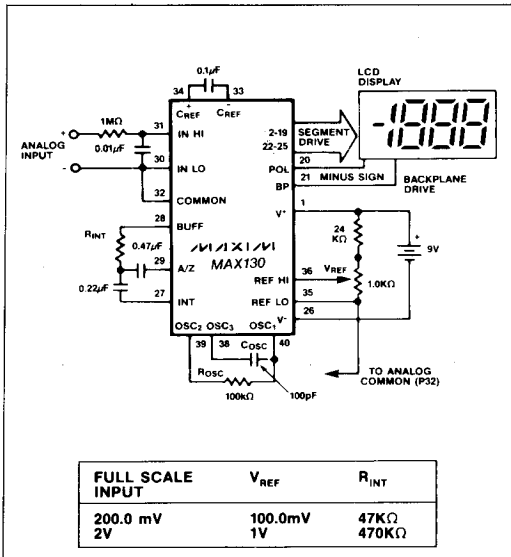 0.1µF
34 + 33 -
CREF CREF
LCD
DISPLAY
-1888
1MΩ
31
IN HI
ANALOG
INPUT
+
0.01µF
-
30
IN LO
32
COMMON
2-19
22-25
SEGMENT
DRIVE
20
POL
MINUS SIGN
21
BP
BACKPLANE
DRIVE
28
BUFF
RINT
0.47µF
29
A/Z
0.22µF
27
INT
MAXIM
MAX130
1
V+
24
KΩ
+
9V
36
REF HI
VREF
35
REF LO
1.0KΩ
26
V-
OSC2 OSC3 OSC1
39 38 COSC 40
ROSC
100kΩ
100pF
TO ANALOG
COMMON (P32)
FULL SCALE INPUT VREF RINT
200.0 mV 100.0mV 47KΩ
2V 1V 470KΩ